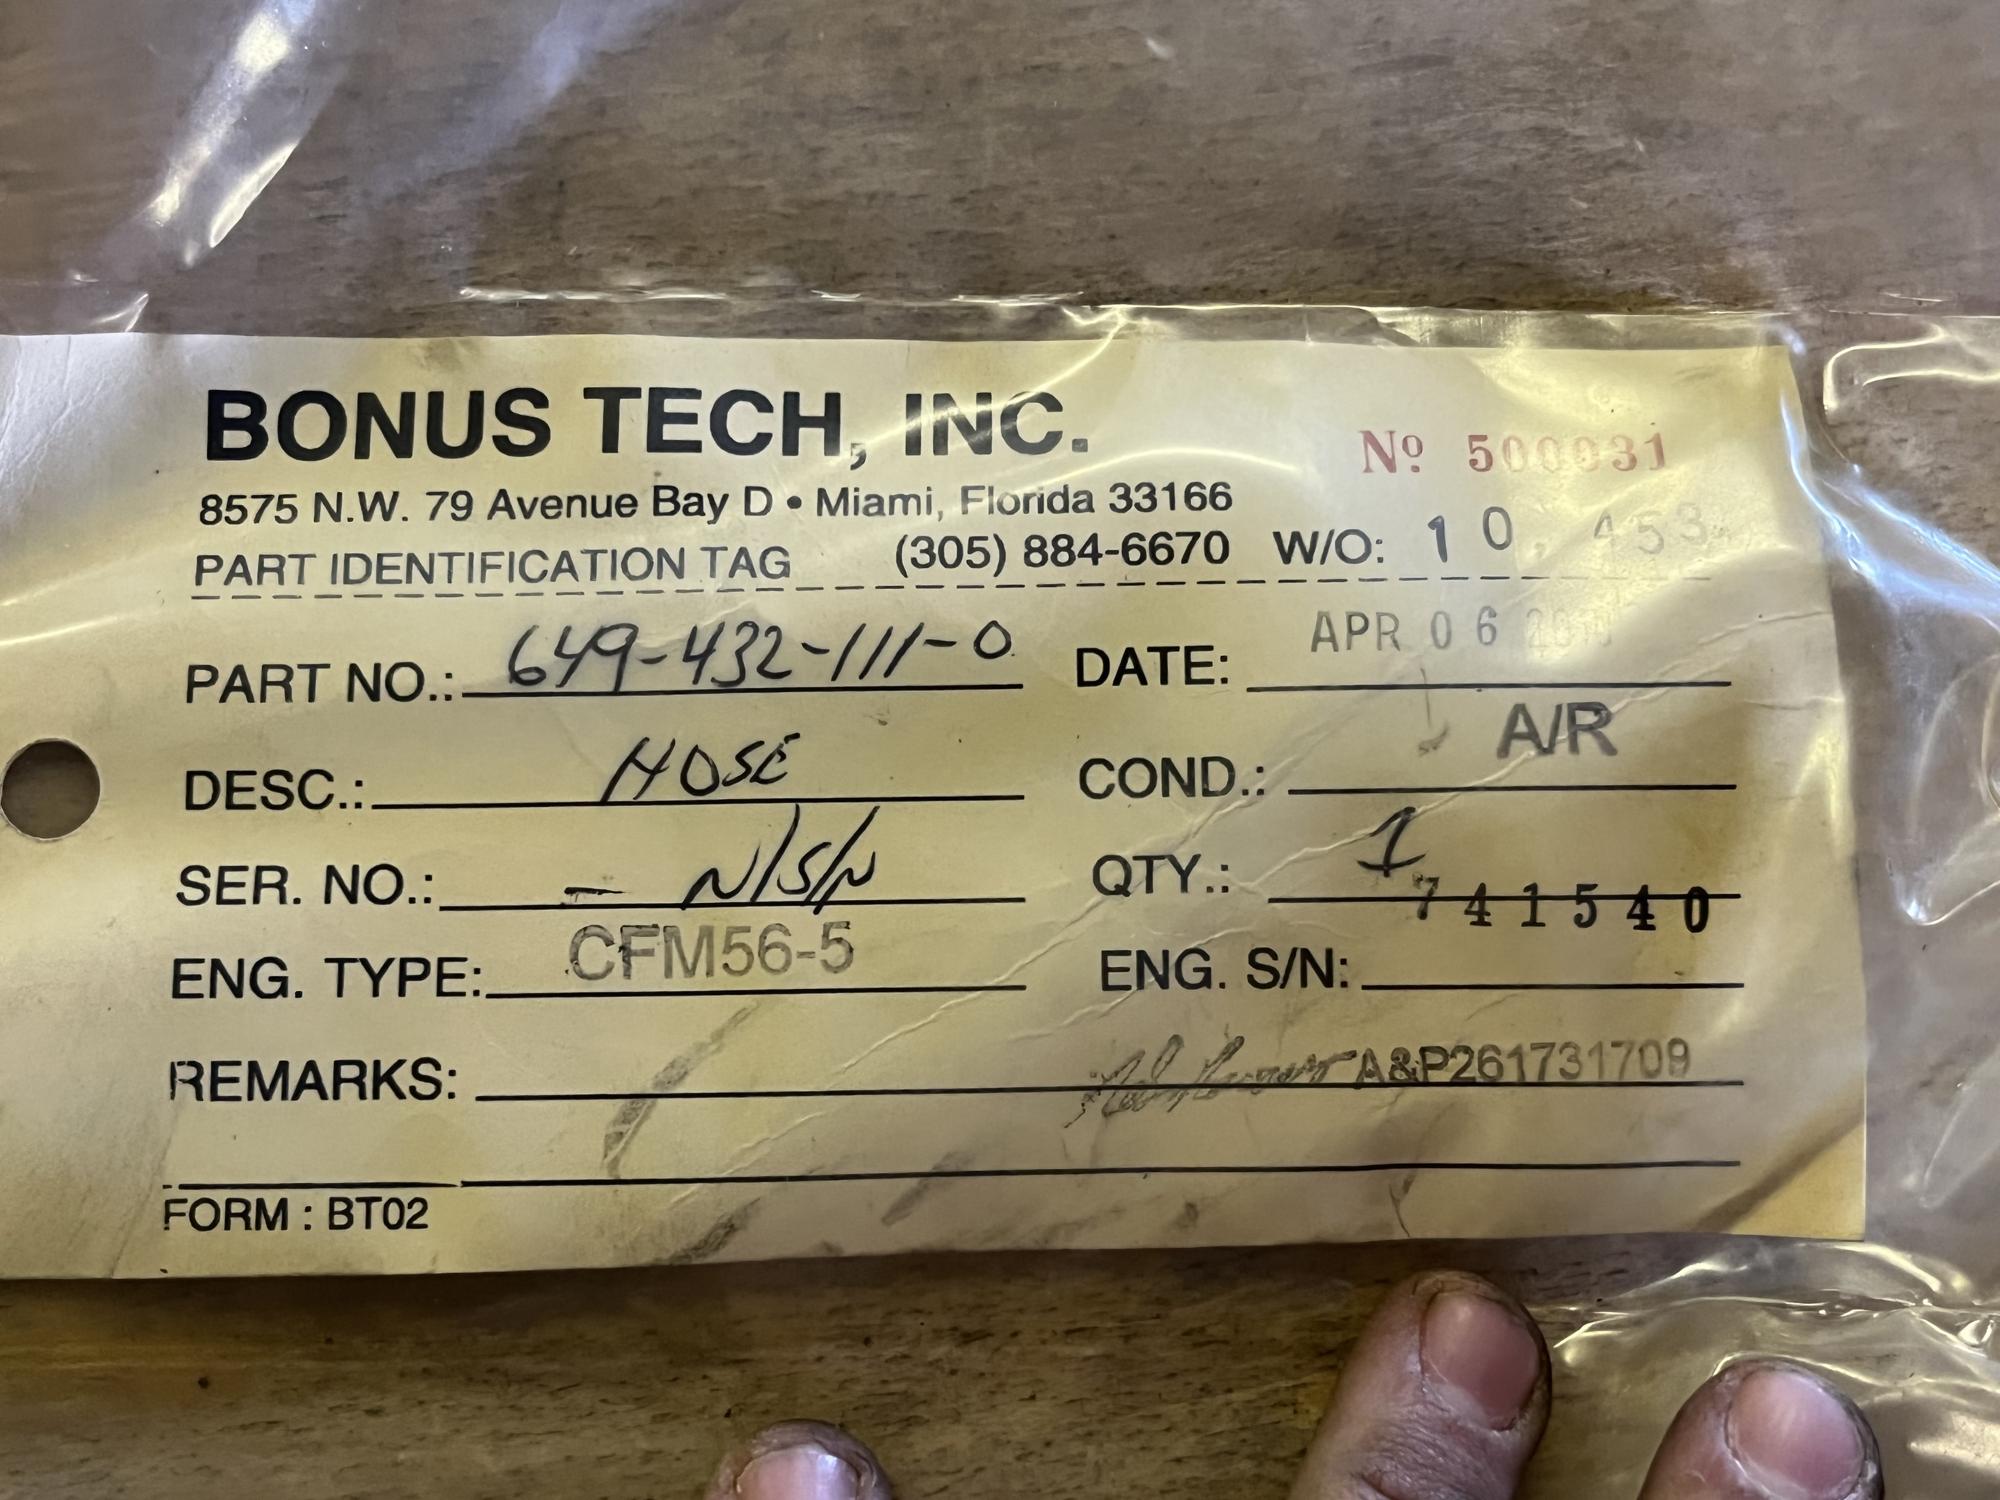 BONUS TECH, INC.
Nº 500031
8575 N.W. 79 Avenue Bay D • Miami, Florida 33166
PART IDENTIFICATION TAG (305) 884-6670 W/O: 10,453
PART NO.: 649-432-111-0 DATE: APR 06
DESC.: HOSE COND.: A/R
SER. NO.: – N/S/N QTY.: 1
ENG. TYPE: CFM56-5 ENG. S/N: 741540
REMARKS: A&P261731709
FORM : BT02